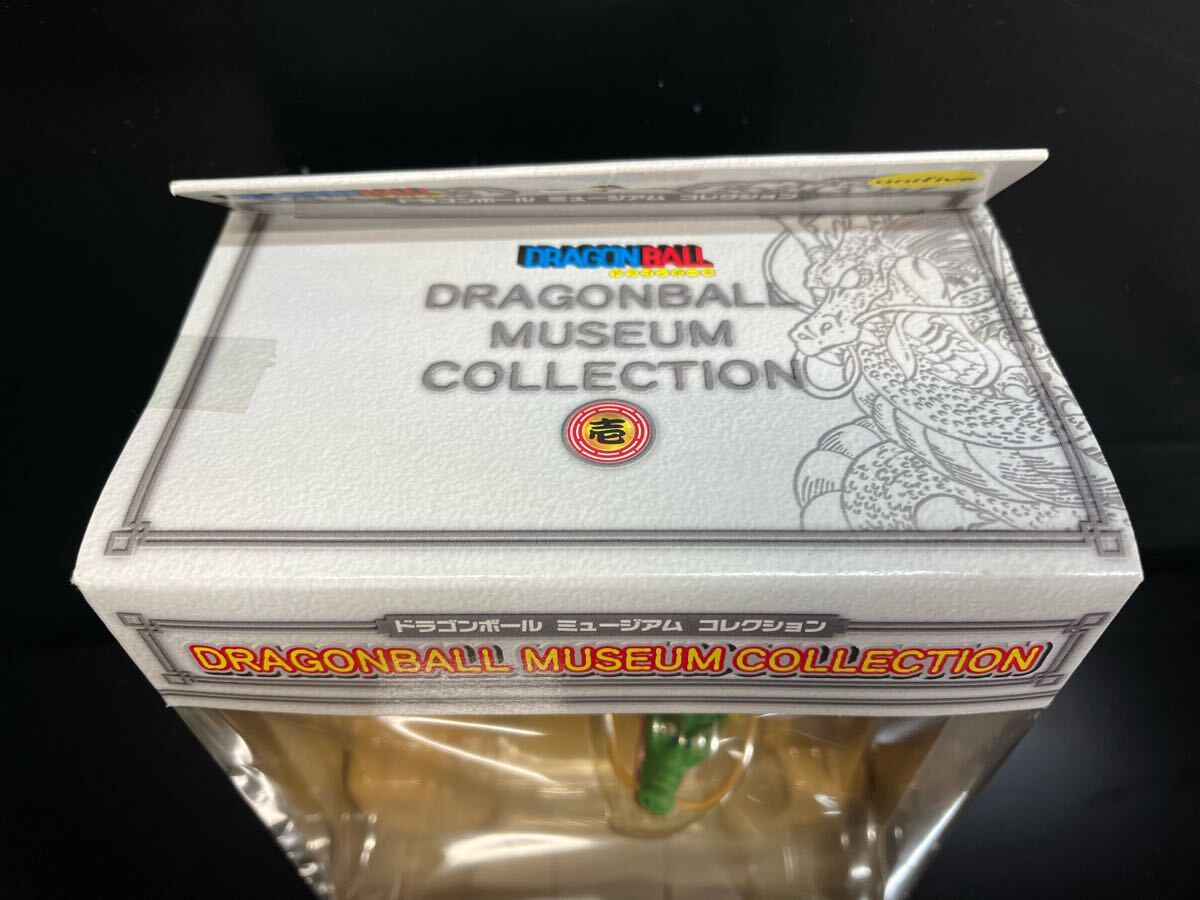 ドラゴンボール ミュージアム コレクション
unifive
DRAGONBALL
ドラゴンボール
DRAGONBALL
MUSEUM
COLLECTION
壱
ドラゴンボール ミュージアム コレクション
DRAGONBALL MUSEUM COLLECTION